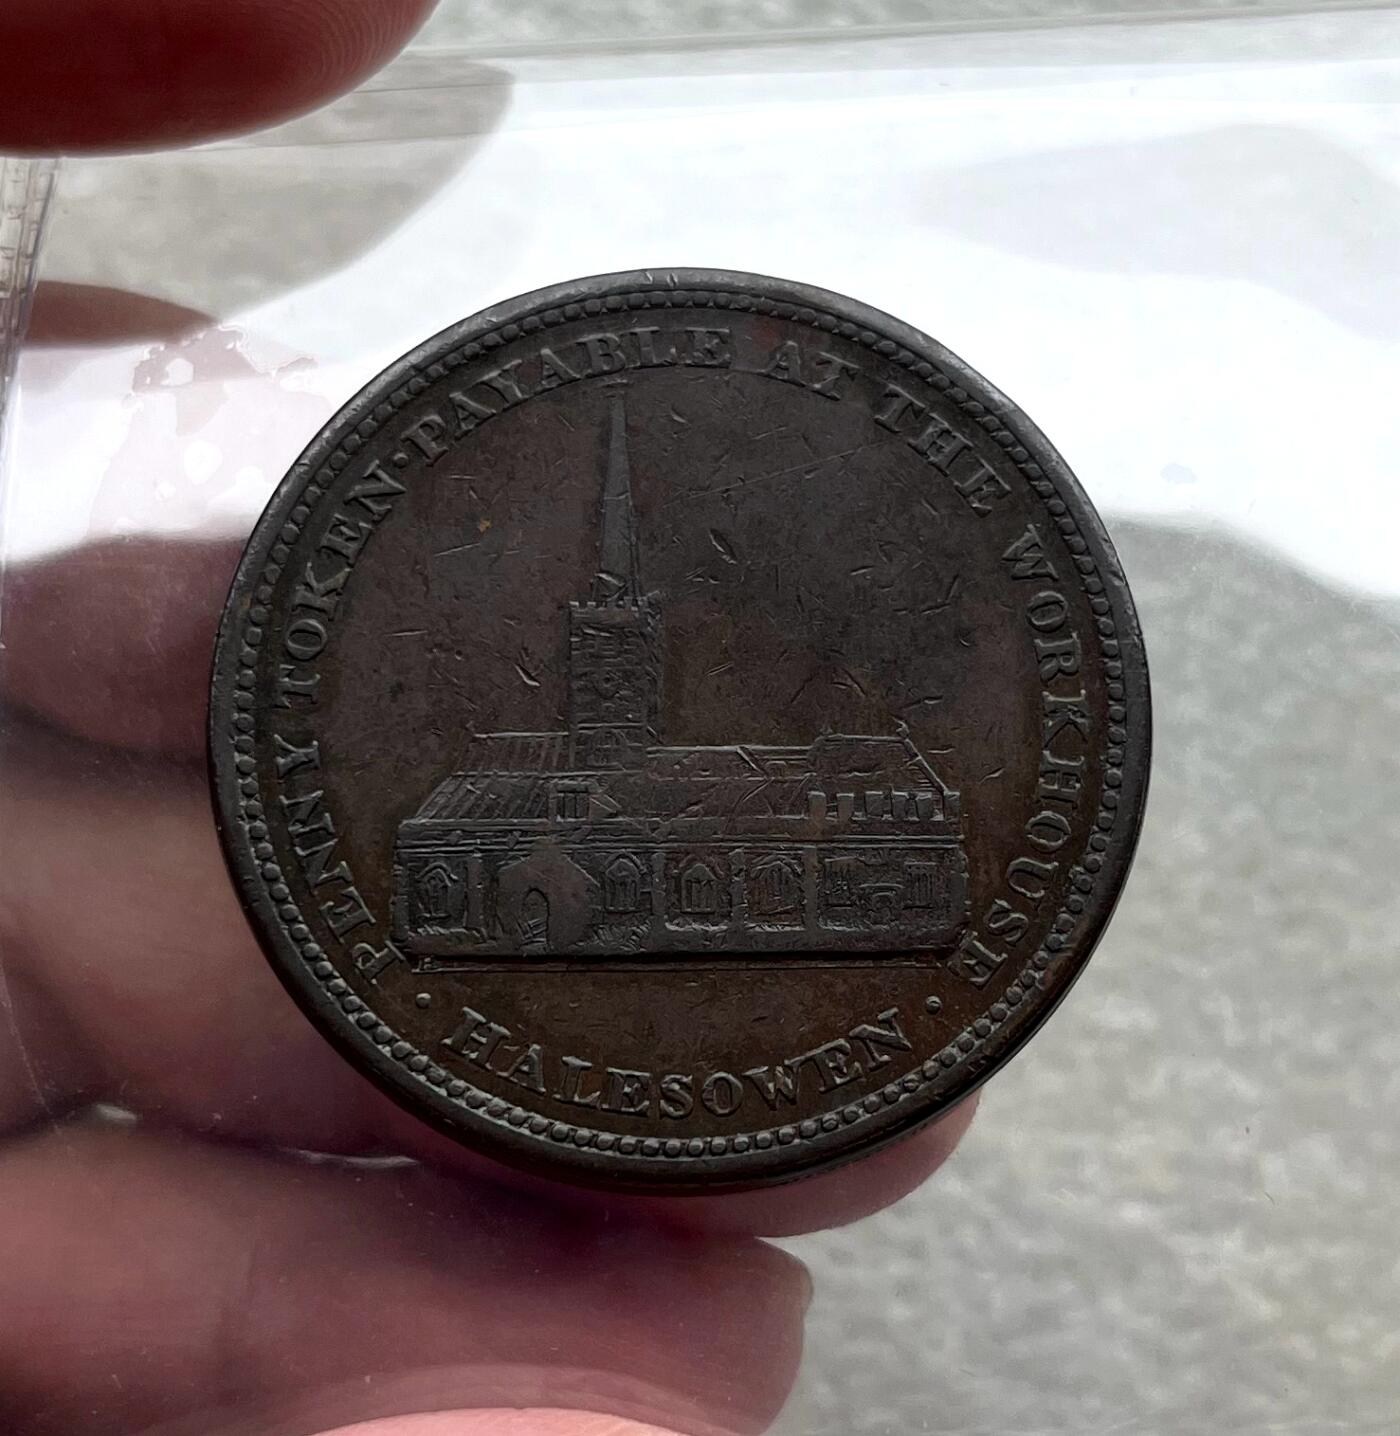 PENNY TOKEN · PAYABLE AT THE WORKHOUSE
· HALESOWEN ·